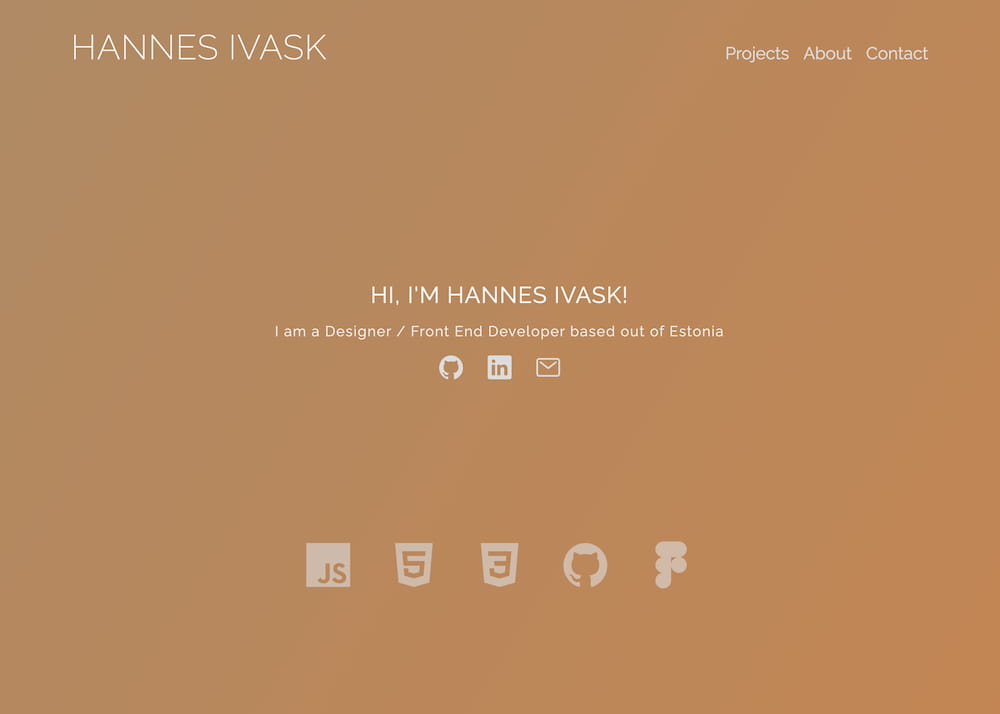 HANNES IVASK
Projects About Contact
HI, I'M HANNES IVASK!
I am a Designer / Front End Developer based out of Estonia
in
JS 5 3